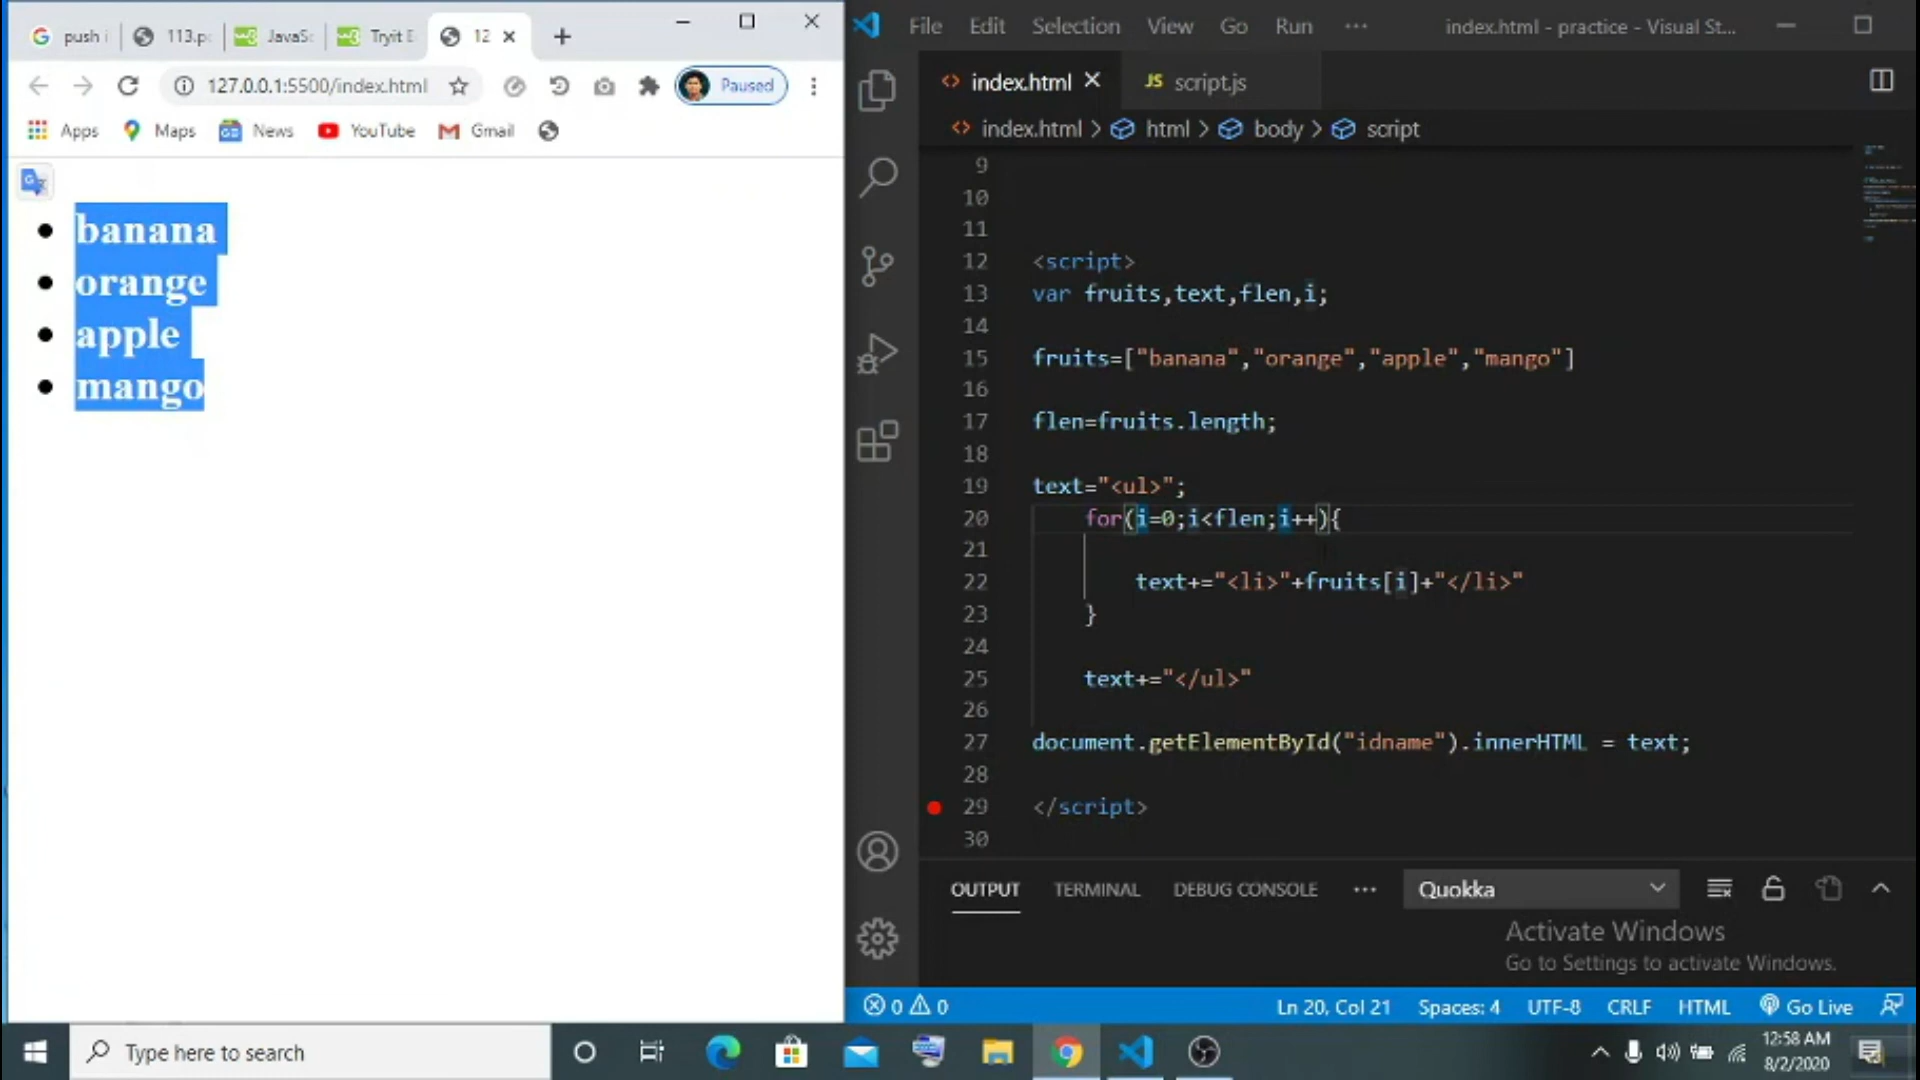 push i
113.p
JavaSc
Tryit E
12
127.0.0.1:5500/index.html
Paused
Apps
Maps
News
YouTube
Gmail
banana
orange
apple
mango
File Edit Selection View Go Run ... index.html - practice - Visual St...
index.html
JS script.js
index.html > html > body > script
9
10
11
12 <script>
13 var fruits,text,flen,i;
14
15 fruits=["banana","orange","apple","mango"]
16
17 flen=fruits.length;
18
19 text="<ul>";
20 for(i=0;i<flen;i++){
21
22 text+="<li>"+fruits[i]+"</li>"
23 }
24
25 text+="</ul>"
26
27 document.getElementById("idname").innerHTML = text;
28
29 </script>
30
OUTPUT TERMINAL DEBUG CONSOLE ... Quokka
Activate Windows
Go to Settings to activate Windows.
0 0 Ln 20, Col 21 Spaces: 4 UTF-8 CRLF HTML Go Live
Type here to search
12:58 AM
8/2/2020